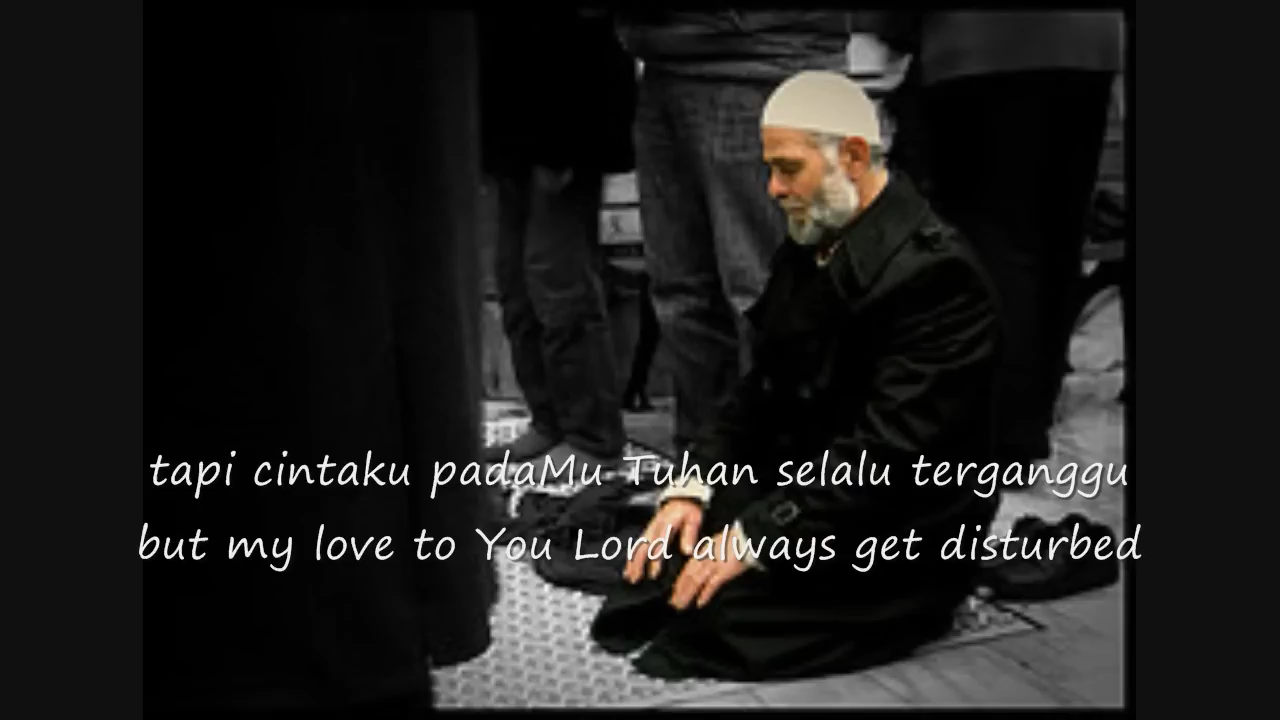 tapi cintaku padaMu Tuhan selalu terganggu
but my love to You Lord always get disturbed